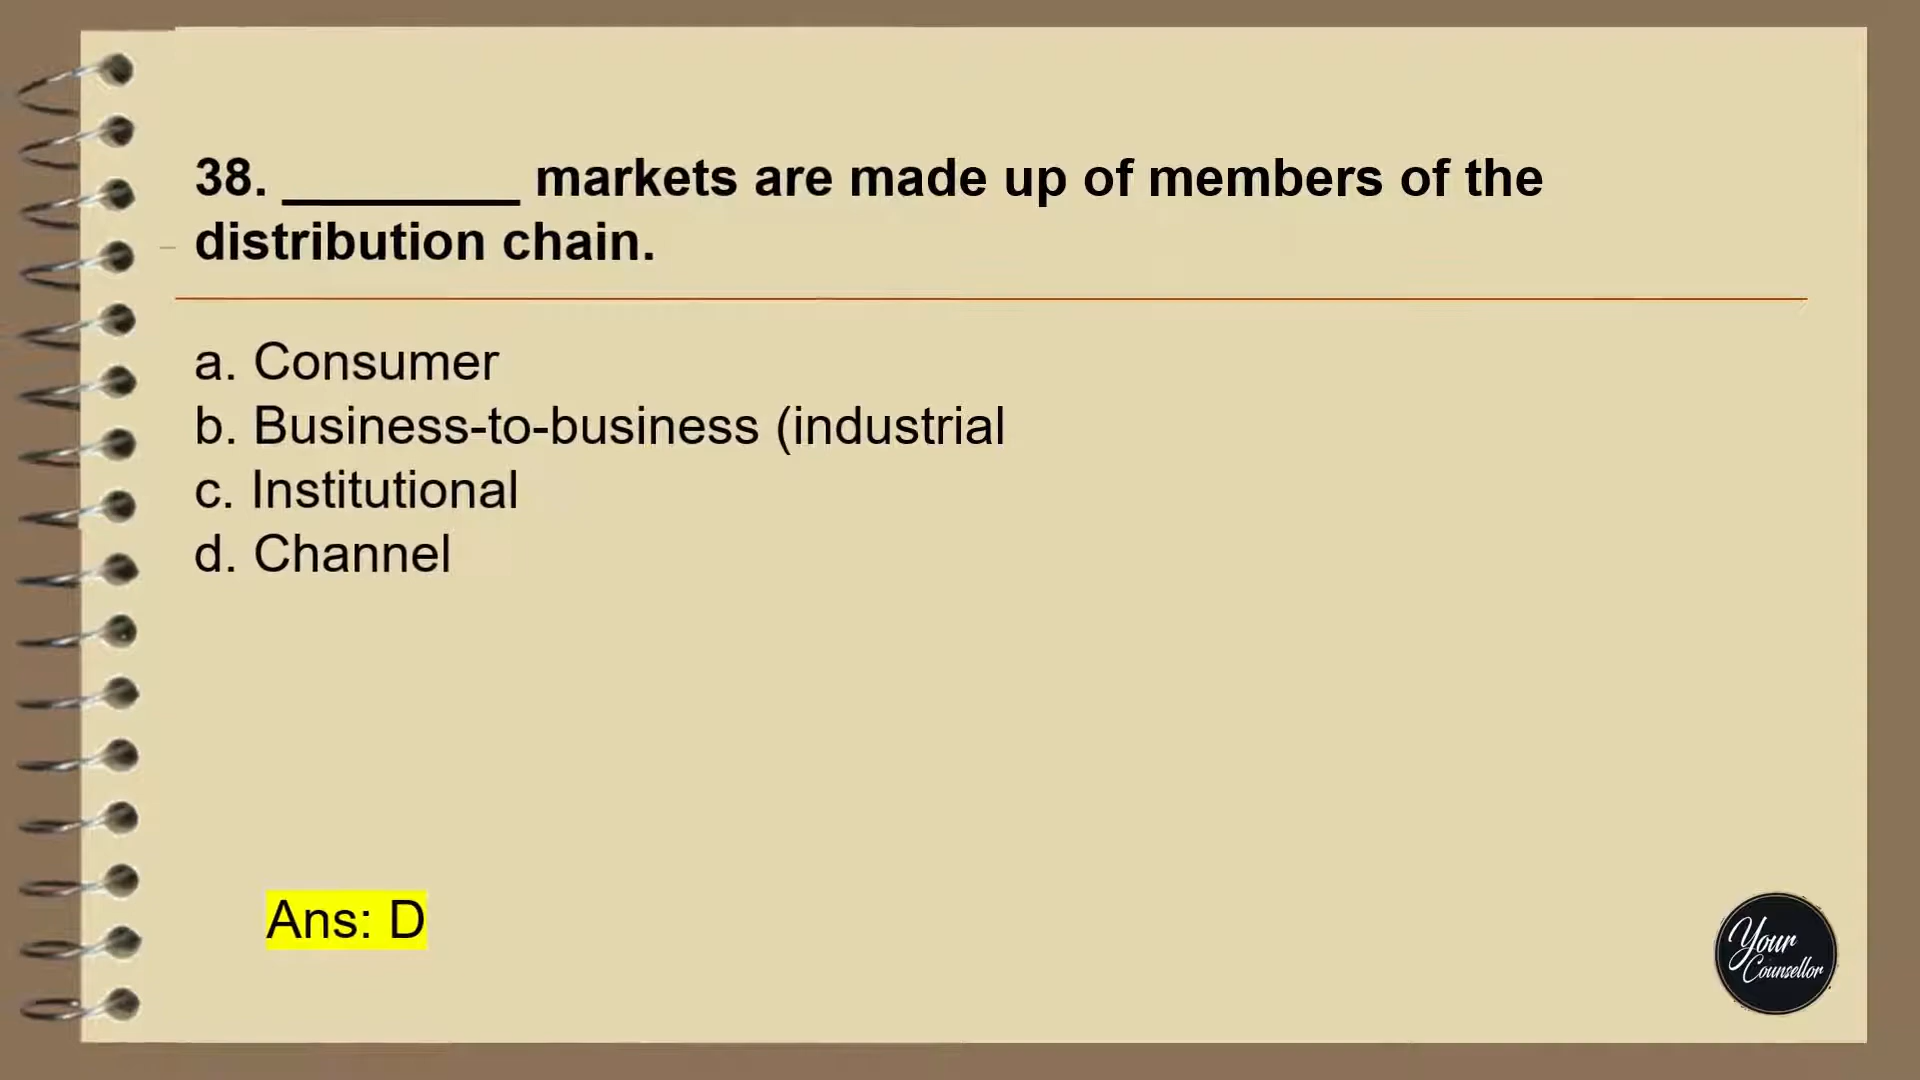 38. ________ markets are made up of members of the
distribution chain.
a. Consumer
b. Business-to-business (industrial
c. Institutional
d. Channel
Ans: D
Your
Counsellor